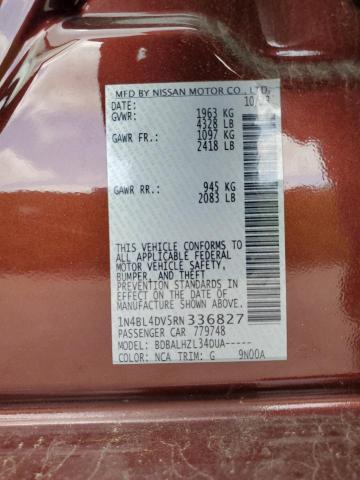 MFD BY NISSAN MOTOR CO., LTD.
DATE: 10/23
GVWR: 1963 KG
4328 LB
GAWR FR.: 1097 KG
2418 LB
GAWR RR.: 945 KG
2083 LB
THIS VEHICLE CONFORMS TO
ALL APPLICABLE FEDERAL
MOTOR VEHICLE SAFETY,
BUMPER, AND THEFT
PREVENTION STANDARDS
IN EFFECT ON THE DATE OF
MANUFACTURE SHOWN ABOVE.
1N4BL4DV5RN336827
PASSENGER CAR 779748
MODEL: BDBALHZL34DUA-----
COLOR: NCA TRIM: G 9N00A